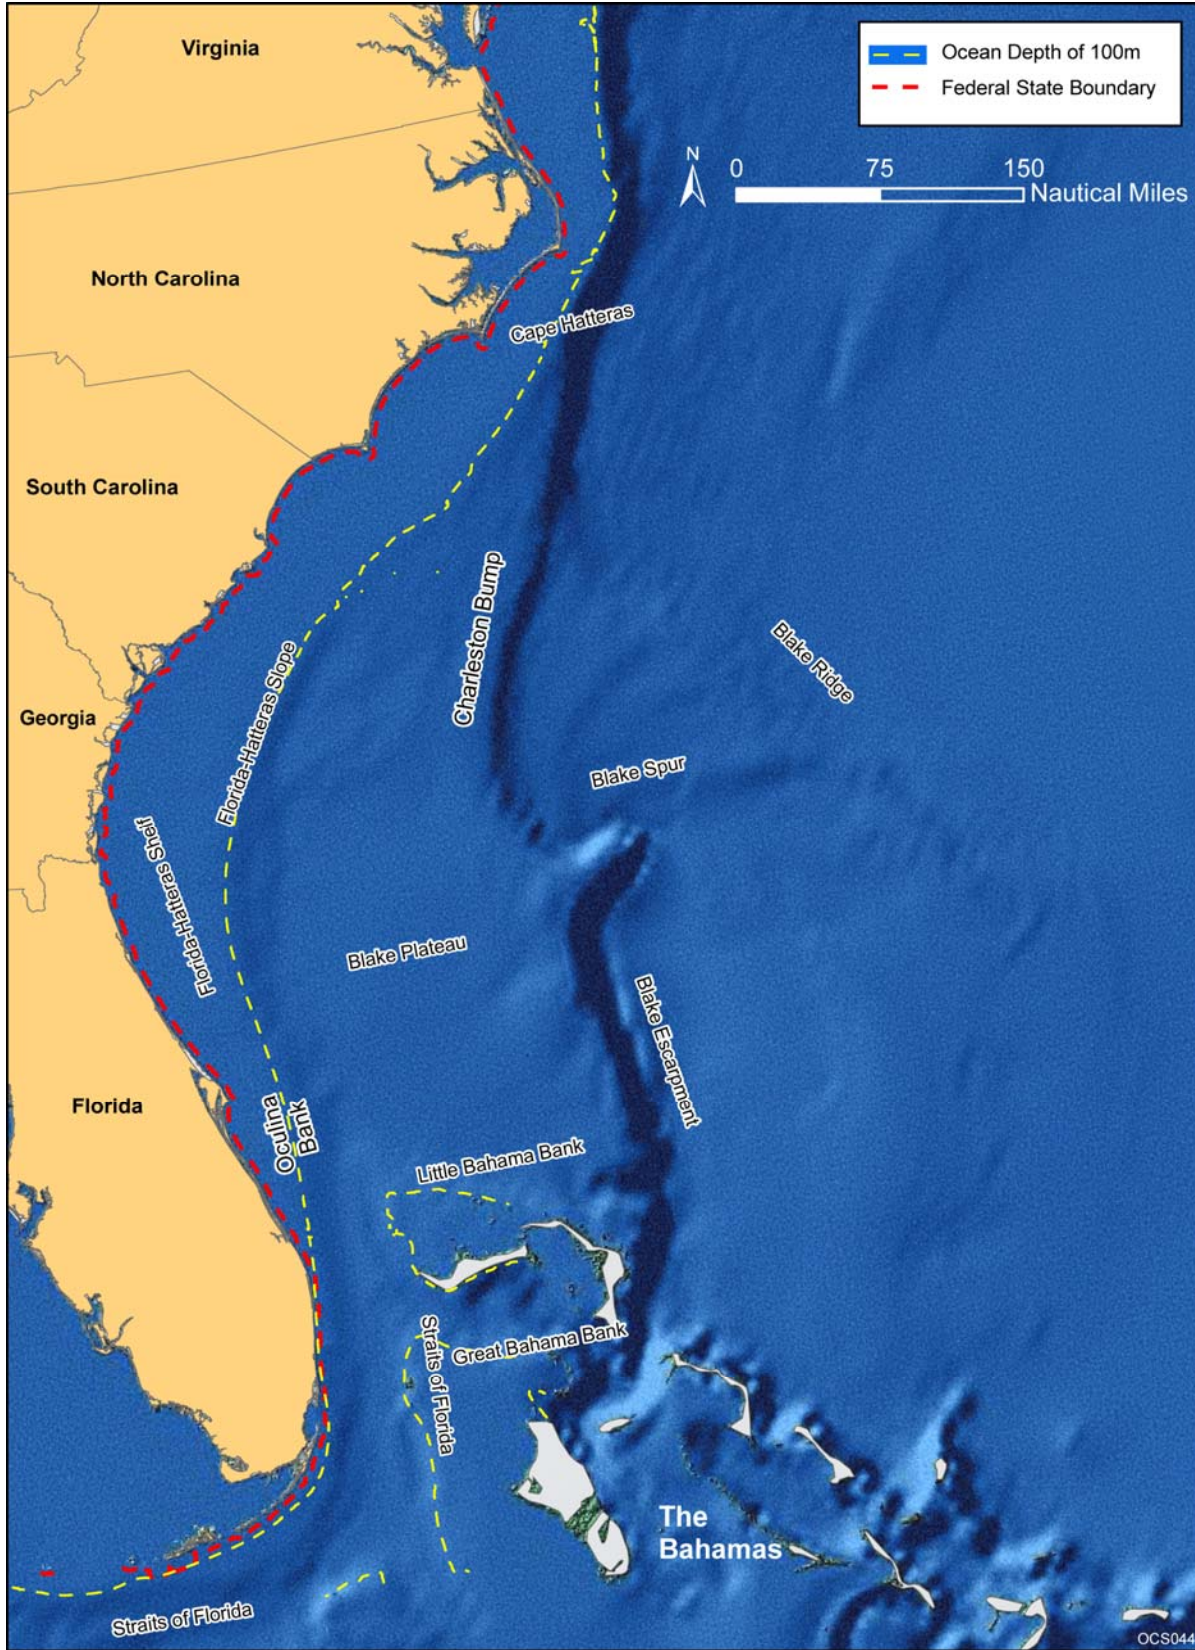 Virginia
Ocean Depth of 100m
Federal State Boundary
N
0 75 150
Nautical Miles
North Carolina
Cape Hatteras
South Carolina
Charleston Bump
Blake Ridge
Florida-Hatteras Slope
Georgia
Blake Spur
Florida-Hatteras Shelf
Blake Plateau
Blake Escarpment
Florida
Oculina
Bank
Little Bahama Bank
Straits of Florida
Great Bahama Bank
The
Bahamas
Straits of Florida
OCS044